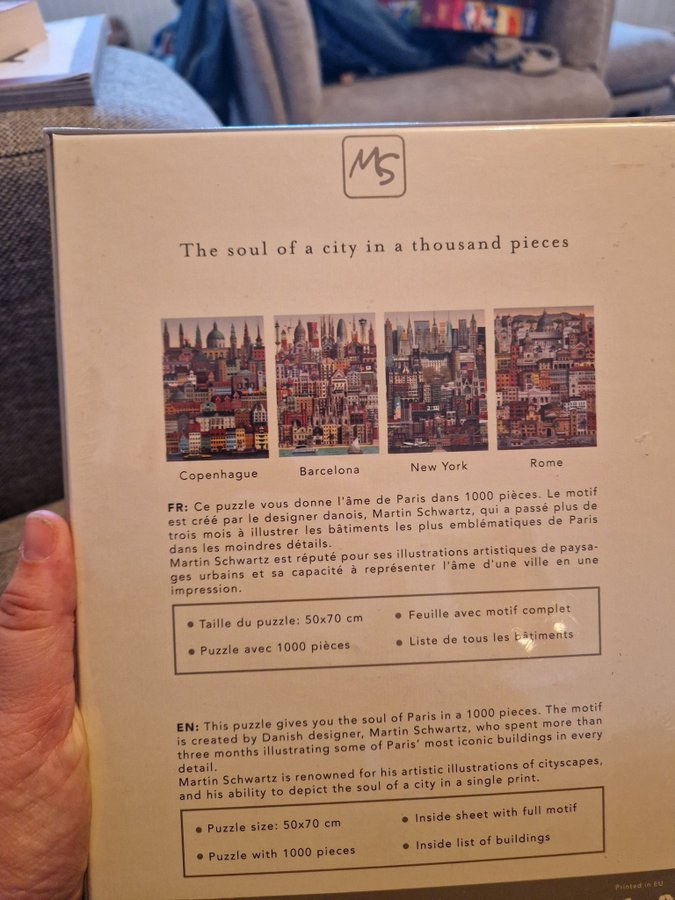 MS
The soul of a city in a thousand pieces
Copenhague Barcelona New York Rome
FR: Ce puzzle vous donne l'âme de Paris dans 1000 pièces. Le motif
est créé par le designer danois, Martin Schwartz, qui a passé plus de
trois mois à illustrer les bâtiments les plus emblématiques de Paris
dans les moindres détails.
Martin Schwartz est réputé pour ses illustrations artistiques de paysa-
ges urbains et sa capacité à représenter l'âme d'une ville en une
impression.
• Taille du puzzle: 50x70 cm • Feuille avec motif complet
• Puzzle avec 1000 pièces • Liste de tous les bâtiments
EN: This puzzle gives you the soul of Paris in a 1000 pieces. The motif
is created by Danish designer, Martin Schwartz, who spent more than
three months illustrating some of Paris' most iconic buildings in every
detail.
Martin Schwartz is renowned for his artistic illustrations of cityscapes,
and his ability to depict the soul of a city in a single print.
• Puzzle size: 50x70 cm • Inside sheet with full motif
• Puzzle with 1000 pieces • Inside list of buildings
Printed in EU